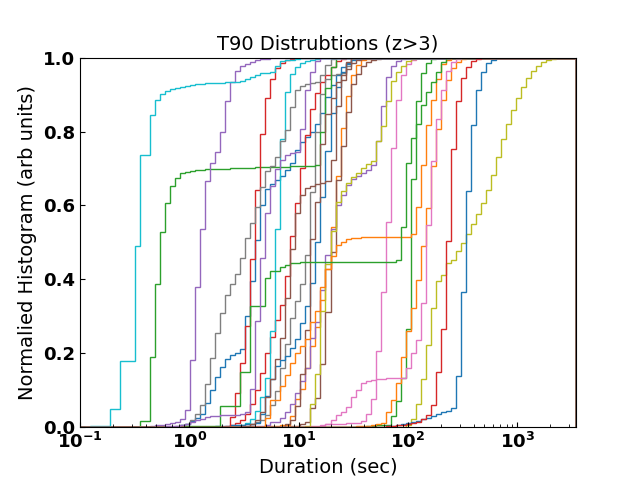 T90 Distrubtions (z>3)
Normalied Histogram (arb units)
1.0
0.8
0.6
0.4
0.2
0.0
10⁻¹ 10⁰ 10¹ 10² 10³
Duration (sec)